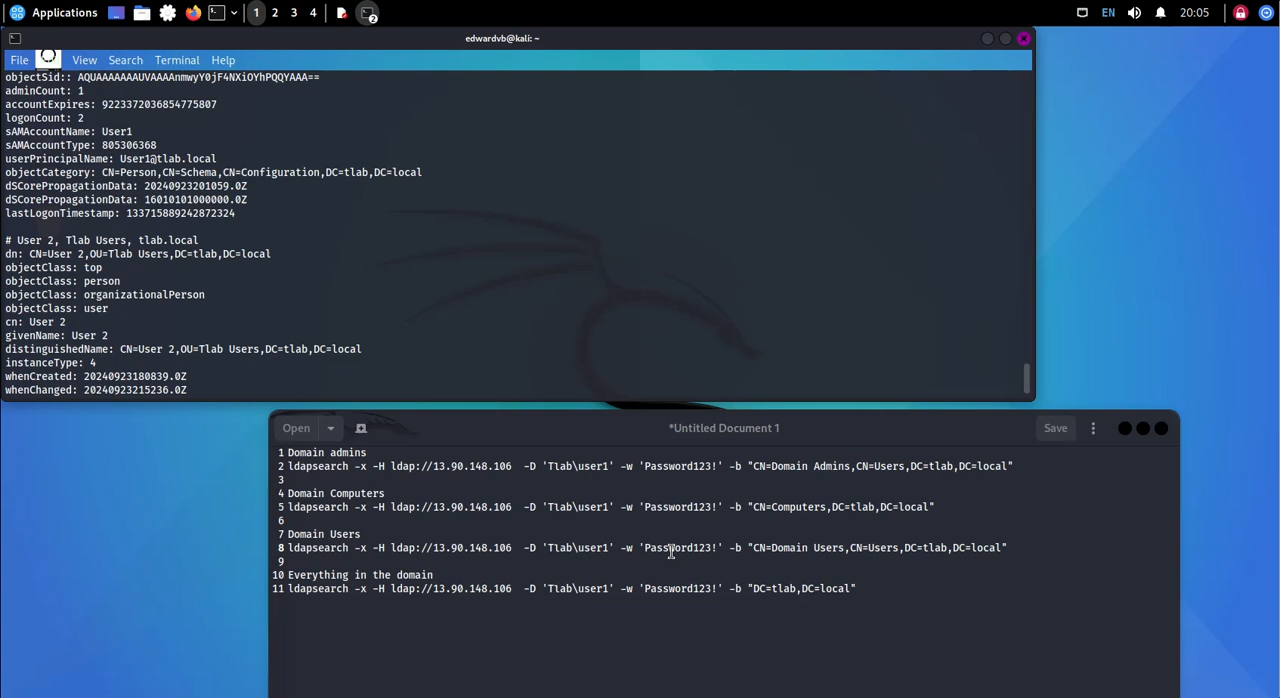 Applications 1 2 3 4 2 EN 20:05
edwardvb@kali: ~
File View Search Terminal Help
objectSid:: AQUAAAAAAAUVAAAAnmwyY0jF4NXiOYhPQQYAAA==
adminCount: 1
accountExpires: 9223372036854775807
logonCount: 2
sAMAccountName: User1
sAMAccountType: 805306368
userPrincipalName: User1@tlab.local
objectCategory: CN=Person,CN=Schema,CN=Configuration,DC=tlab,DC=local
dSCorePropagationData: 20240923201059.0Z
dSCorePropagationData: 16010101000000.0Z
lastLogonTimestamp: 133715889242872324
# User 2, Tlab Users, tlab.local
dn: CN=User 2,OU=Tlab Users,DC=tlab,DC=local
objectClass: top
objectClass: person
objectClass: organizationalPerson
objectClass: user
cn: User 2
givenName: User 2
distinguishedName: CN=User 2,OU=Tlab Users,DC=tlab,DC=local
instanceType: 4
whenCreated: 20240923180839.0Z
whenChanged: 20240923215236.0Z
Open *Untitled Document 1 Save
1 Domain admins
2 ldapsearch -x -H ldap://13.90.148.106  -D 'Tlab\user1' -w 'Password123!' -b "CN=Domain Admins,CN=Users,DC=tlab,DC=local"
3
4 Domain Computers
5 ldapsearch -x -H ldap://13.90.148.106  -D 'Tlab\user1' -w 'Password123!' -b "CN=Computers,DC=tlab,DC=local"
6
7 Domain Users
8 ldapsearch -x -H ldap://13.90.148.106  -D 'Tlab\user1' -w 'Password123!' -b "CN=Domain Users,CN=Users,DC=tlab,DC=local"
9
10 Everything in the domain
11 ldapsearch -x -H ldap://13.90.148.106  -D 'Tlab\user1' -w 'Password123!' -b "DC=tlab,DC=local"